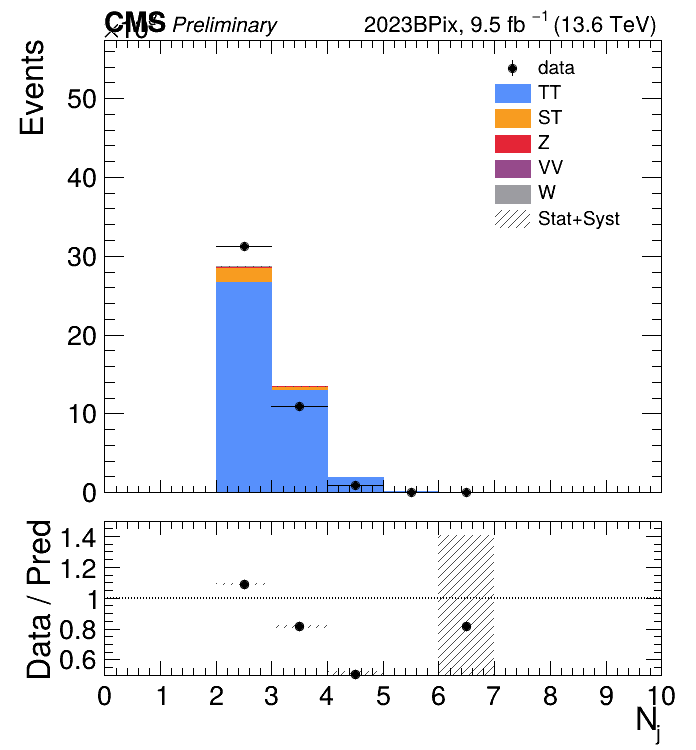 CMS Preliminary 2023BPix, 9.5 fb⁻¹ (13.6 TeV)
Events
50
40
30
20
10
0
data
TT
ST
Z
VV
W
Stat+Syst
Data / Pred
1.4
1.2
1
0.8
0.6
0 1 2 3 4 5 6 7 8 9 10
N_j